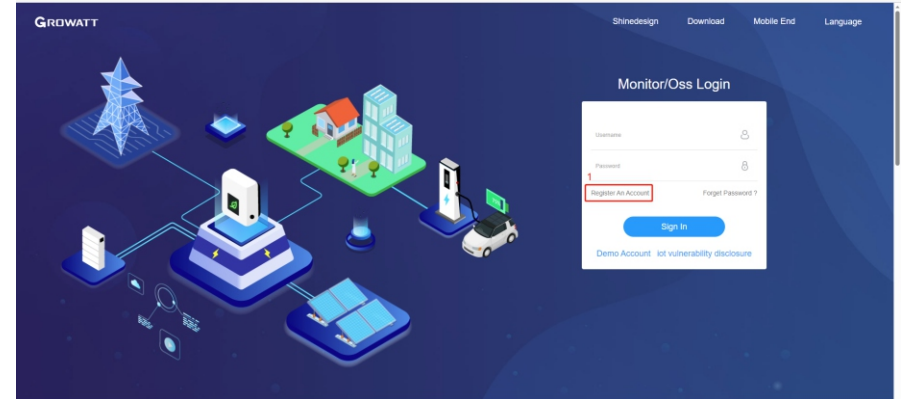 GROWATT
Shinedesign Download Mobile End Language
Monitor/Oss Login
Username
Password
1
Register An Account Forget Password ?
Sign In
Demo Account iot vulnerability disclosure